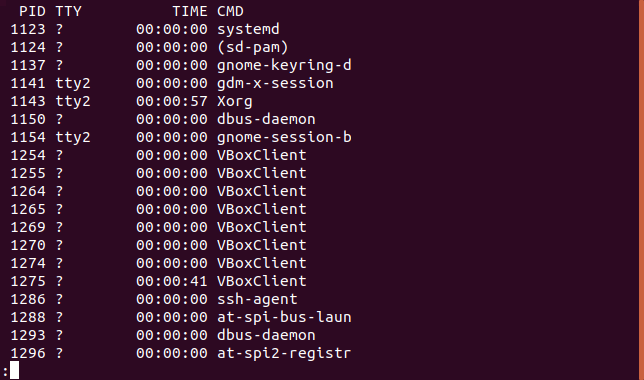 PID TTY          TIME CMD
1123 ?        00:00:00 systemd
1124 ?        00:00:00 (sd-pam)
1137 ?        00:00:00 gnome-keyring-d
1141 tty2     00:00:00 gdm-x-session
1143 tty2     00:00:57 Xorg
1150 ?        00:00:00 dbus-daemon
1154 tty2     00:00:00 gnome-session-b
1254 ?        00:00:00 VBoxClient
1255 ?        00:00:00 VBoxClient
1264 ?        00:00:00 VBoxClient
1265 ?        00:00:00 VBoxClient
1269 ?        00:00:00 VBoxClient
1270 ?        00:00:00 VBoxClient
1274 ?        00:00:00 VBoxClient
1275 ?        00:00:41 VBoxClient
1286 ?        00:00:00 ssh-agent
1288 ?        00:00:00 at-spi-bus-laun
1293 ?        00:00:00 dbus-daemon
1296 ?        00:00:00 at-spi2-registr
: